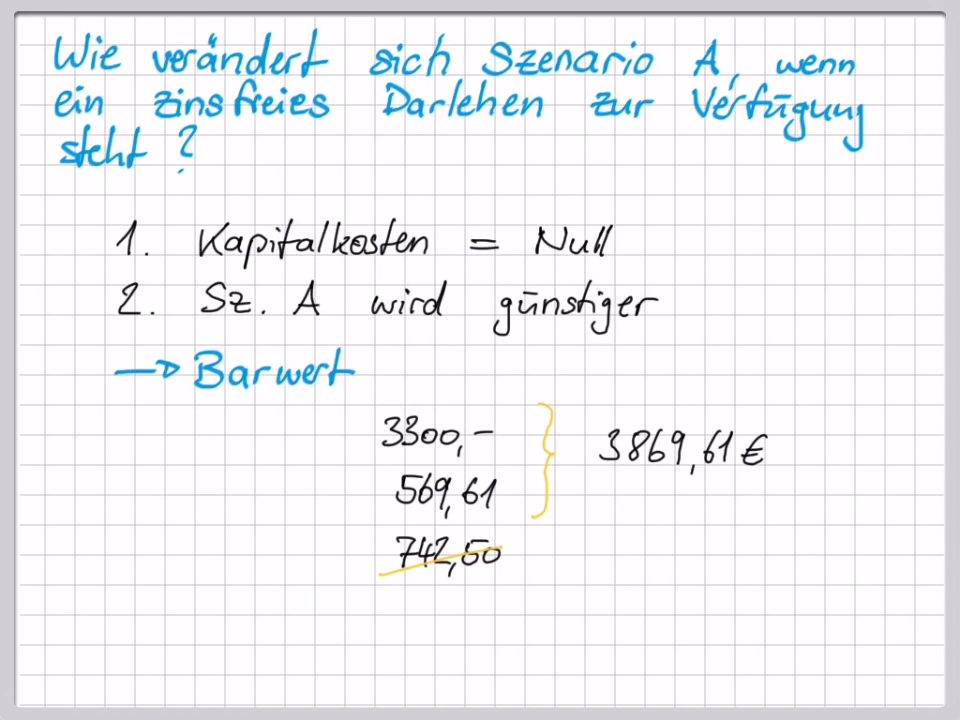 Wie verändert sich Szenario A, wenn
ein zinsfreies Darlehen zur Verfügung
steht?
1. Kapitalkosten = Null
2. Sz. A wird günstiger
→ Barwert
3300,-
569,61
3869,61 €
742,50